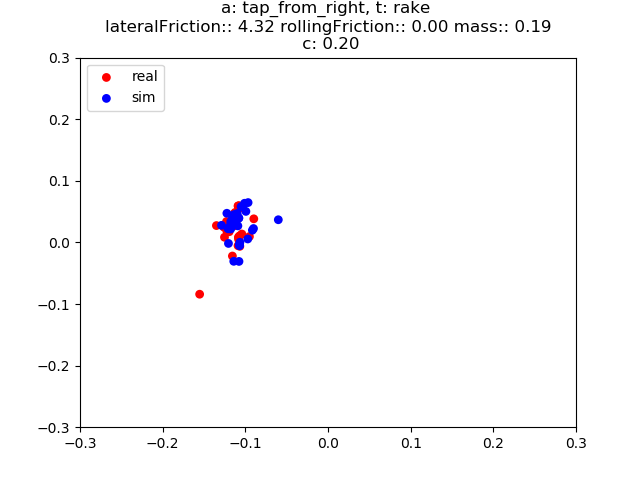 a: tap_from_right, t: rake
lateralFriction:: 4.32 rollingFriction:: 0.00 mass:: 0.19
c: 0.20
real
sim
0.3
0.2
0.1
0.0
−0.1
−0.2
−0.3
−0.3
−0.2
−0.1
0.0
0.1
0.2
0.3